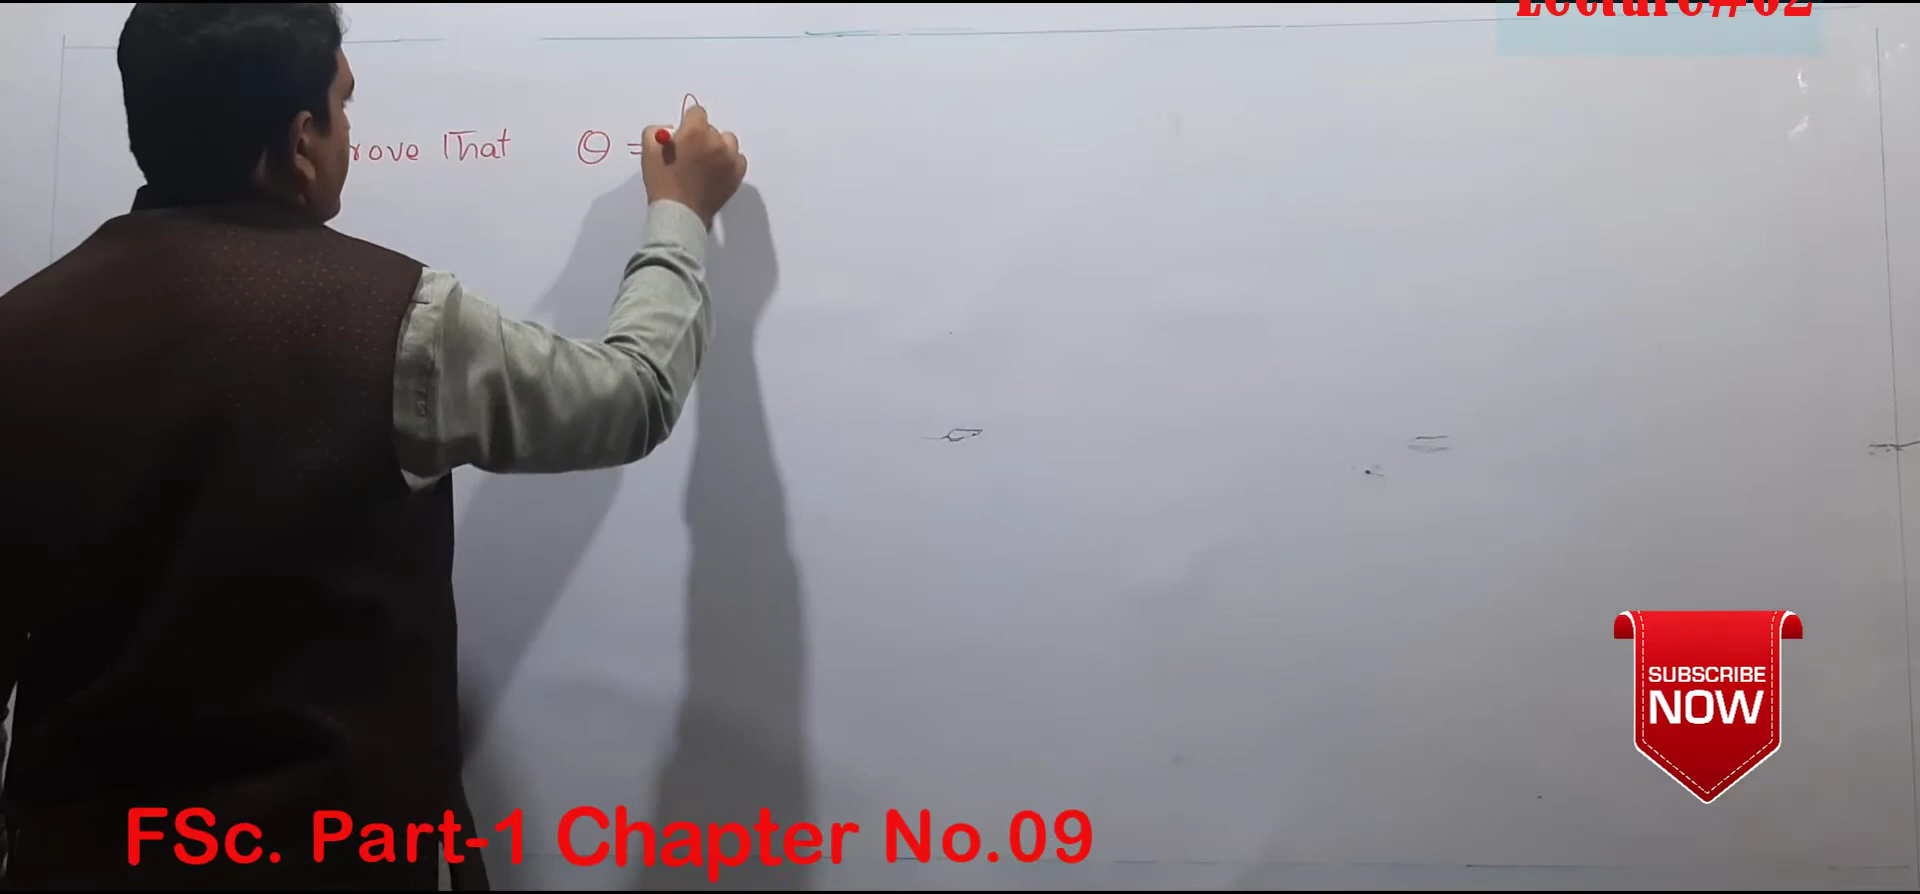 Lecture#02
rove That θ =
SUBSCRIBE
NOW
FSc. Part-1 Chapter No.09